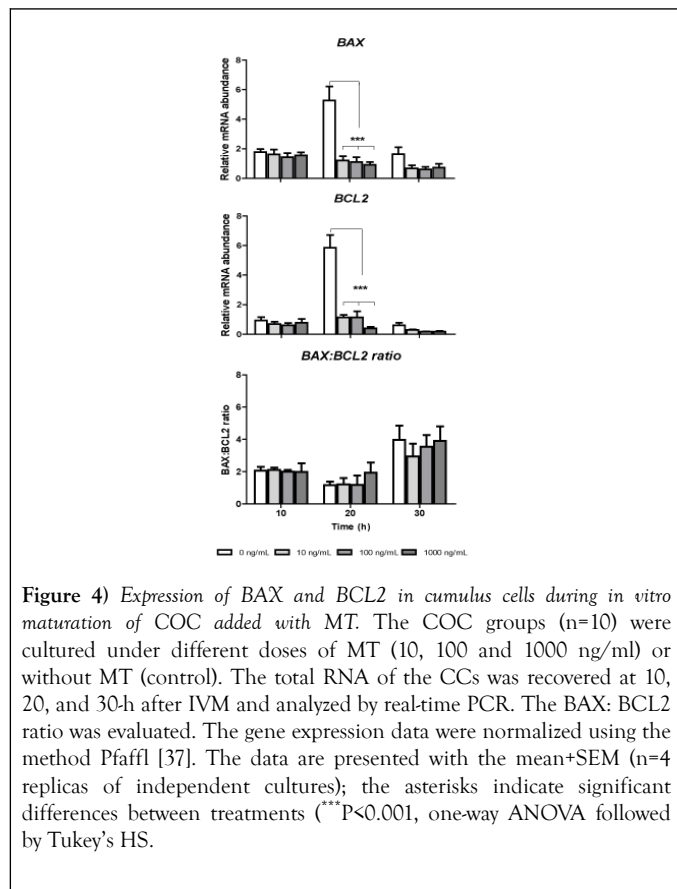 BAX
Relative mRNA abundance
8
6
4
2
0
***
BCL2
Relative mRNA abundance
8
6
4
2
0
***
BAX:BCL2 ratio
BAX:BCL2 ratio
8
6
4
2
0
10 20 30
Time (h)
0 ng/mL 10 ng/mL 100 ng/mL 1000 ng/mL
Figure 4) Expression of BAX and BCL2 in cumulus cells during in vitro
maturation of COC added with MT. The COC groups (n=10) were
cultured under different doses of MT (10, 100 and 1000 ng/ml) or
without MT (control). The total RNA of the CCs was recovered at 10,
20, and 30-h after IVM and analyzed by real-time PCR. The BAX: BCL2
ratio was evaluated. The gene expression data were normalized using the
method Pfaffl [37]. The data are presented with the mean+SEM (n=4
replicas of independent cultures); the asterisks indicate significant
differences between treatments (***P<0.001, one-way ANOVA followed
by Tukey's HS.